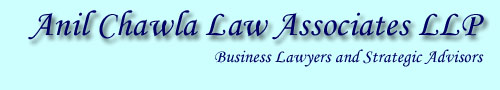 Anil Chawla Law Associates LLP
Business Lawyers and Strategic Advisors